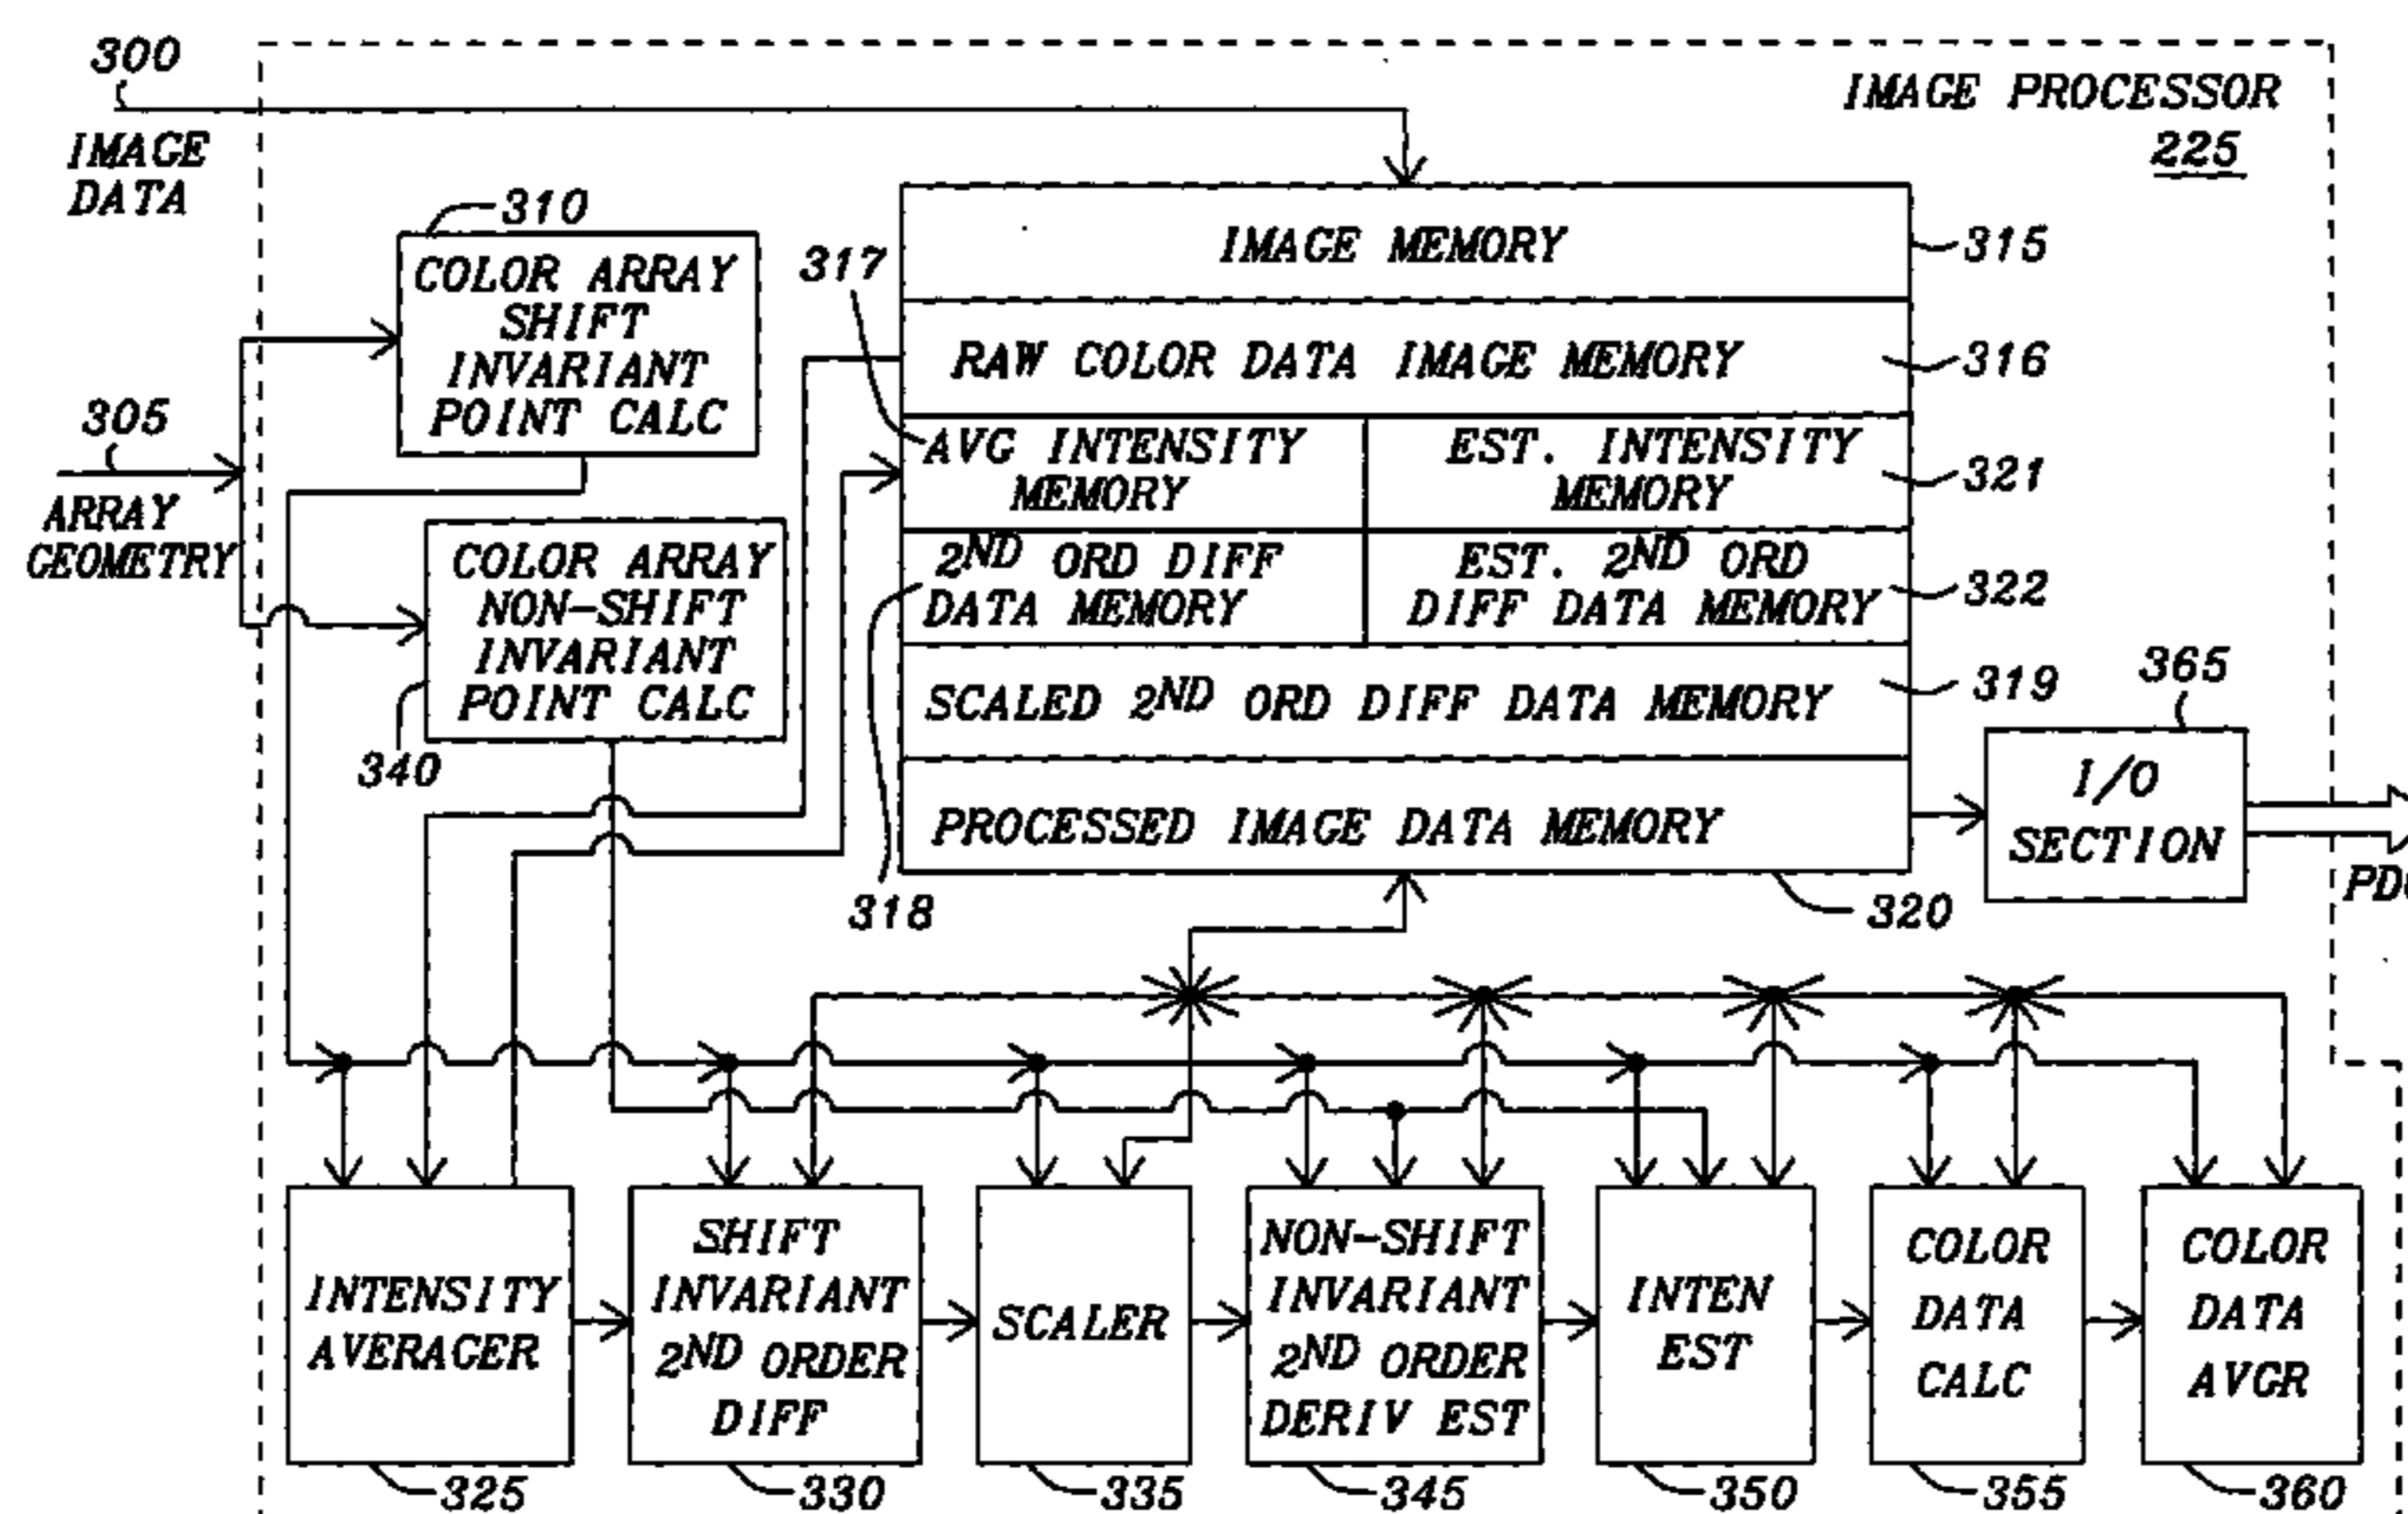 300
IMAGE
DATA
IMAGE PROCESSOR
225
310
COLOR ARRAY
SHIFT
INVARIANT
POINT CALC
305
ARRAY
GEOMETRY
COLOR ARRAY
NON-SHIFT
INVARIANT
POINT CALC
340
317
IMAGE MEMORY
315
RAW COLOR DATA IMAGE MEMORY
316
AVG INTENSITY
MEMORY
EST. INTENSITY
MEMORY
321
2ND ORD DIFF
DATA MEMORY
EST. 2ND ORD
DIFF DATA MEMORY
322
SCALED 2ND ORD DIFF DATA MEMORY
319
PROCESSED IMAGE DATA MEMORY
318
320
365
I/O
SECTION
INTENSITY
AVERAGER
325
SHIFT
INVARIANT
2ND ORDER
DIFF
330
SCALER
335
NON-SHIFT
INVARIANT
2ND ORDER
DERIV EST
345
INTEN
EST
350
COLOR
DATA
CALC
355
COLOR
DATA
AVGR
360